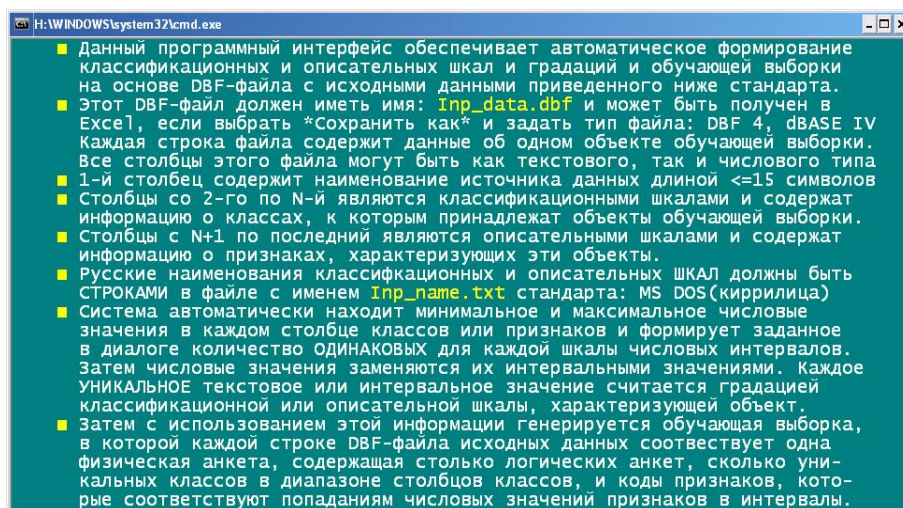 H:\WINDOWS\system32\cmd.exe
Данный программный интерфейс обеспечивает автоматическое формирование
классификационных и описательных шкал и градаций и обучающей выборки
на основе DBF-файла с исходными данными приведенного ниже стандарта.
Этот DBF-файл должен иметь имя: Inp_data.dbf и может быть получен в
Excel, если выбрать *Сохранить как* и задать тип файла: DBF 4, dBASE IV
Каждая строка файла содержит данные об одном объекте обучающей выборки.
Все столбцы этого файла могут быть как текстового, так и числового типа
1-й столбец содержит наименование источника данных длиной <=15 символов
Столбцы со 2-го по N-й являются классификационными шкалами и содержат
информацию о классах, к которым принадлежат объекты обучающей выборки.
Столбцы с N+1 по последний являются описательными шкалами и содержат
информацию о признаках, характеризующих эти объекты.
Русские наименования классифкационных и описательных ШКАЛ должны быть
СТРОКАМИ в файле с именем Inp_name.txt стандарта: MS DOS(киррилица)
Система автоматически находит минимальное и максимальное числовые
значения в каждом столбце классов или признаков и формирует заданное
в диалоге количество ОДИНАКОВЫХ для каждой шкалы числовых интервалов.
Затем числовые значения заменяются их интервальными значениями. Каждое
УНИКАЛЬНОЕ текстовое или интервальное значение считается градацией
классификационной или описательной шкалы, характеризующей объект.
Затем с использованием этой информации генерируется обучающая выборка,
в которой каждой строке DBF-файла исходных данных соотвествует одна
физическая анкета, содержащая столько логических анкет, сколько уни-
кальных классов в диапазоне столбцов классов, и коды признаков, кото-
рые соответствуют попаданиям числовых значений признаков в интервалы.